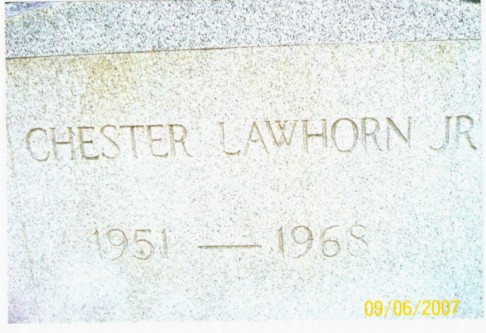 CHESTER LAWHORN JR
1951 — 1968
09/06/2007